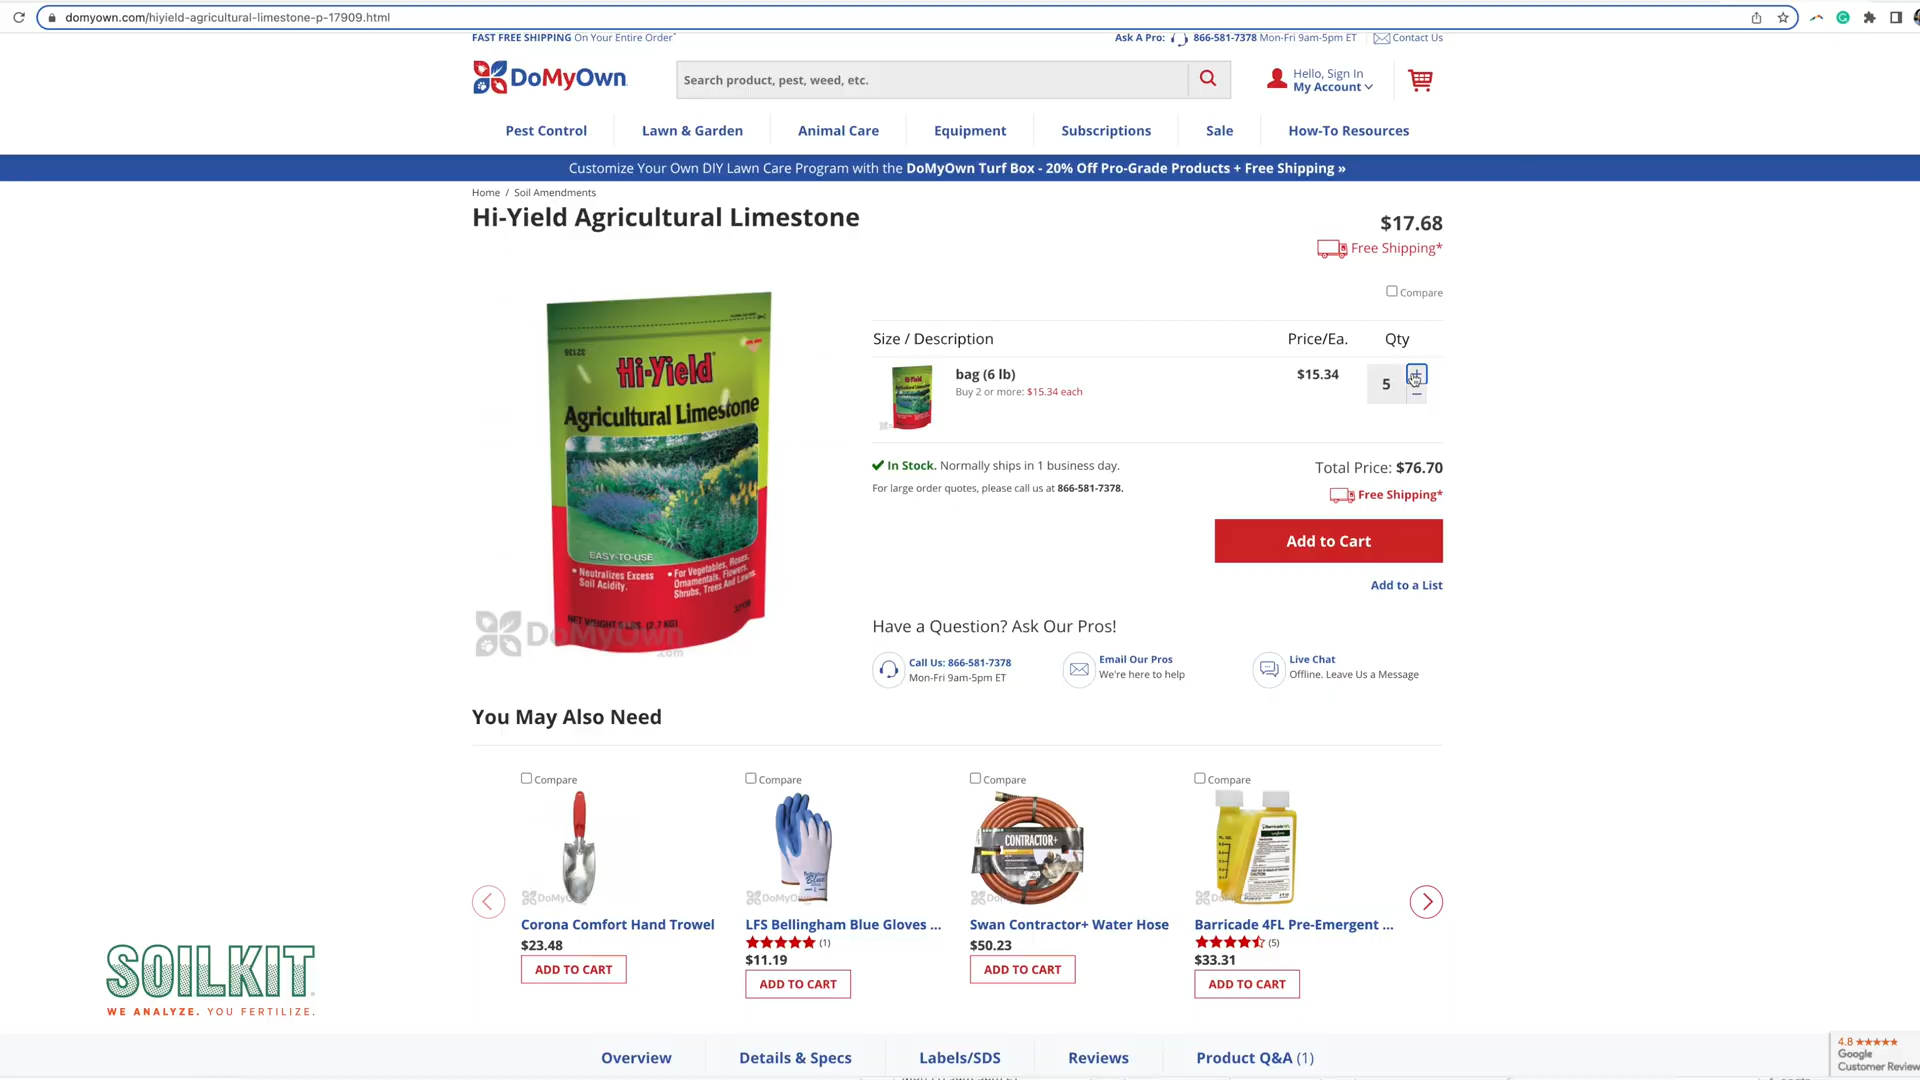 domyown.com/hiyield-agricultural-limestone-p-17909.html
FAST FREE SHIPPING On Your Entire Order*
Ask A Pro: 866-581-7378 Mon-Fri 9am-5pm ET
Contact Us
DoMyOwn
Search product, pest, weed, etc.
Hello, Sign In
My Account
Pest Control
Lawn & Garden
Animal Care
Equipment
Subscriptions
Sale
How-To Resources
Customize Your Own DIY Lawn Care Program with the DoMyOwn Turf Box - 20% Off Pro-Grade Products + Free Shipping »
Home / Soil Amendments
Hi-Yield Agricultural Limestone
$17.68
Free Shipping*
Compare
32136
Hi-Yield
Agricultural Limestone
EASY-TO-USE
• Neutralizes Excess Soil Acidity.
• For Vegetables, Roses, Ornamentals, Flowers, Shrubs, Trees And Lawns
32136
DoMyOwn
.com
Size / Description
Price/Ea.
Qty
bag (6 lb)
$15.34
5
Buy 2 or more: $15.34 each
In Stock. Normally ships in 1 business day.
Total Price: $76.70
For large order quotes, please call us at 866-581-7378.
Free Shipping*
Add to Cart
Add to a List
Have a Question? Ask Our Pros!
Call Us: 866-581-7378
Mon-Fri 9am-5pm ET
Email Our Pros
We're here to help
Live Chat
Offline. Leave Us a Message
You May Also Need
Compare
Compare
Compare
Compare
CONTRACTOR+
Corona Comfort Hand Trowel
$23.48
ADD TO CART
LFS Bellingham Blue Gloves ...
(1)
$11.19
ADD TO CART
Swan Contractor+ Water Hose
$50.23
ADD TO CART
Barricade 4FL Pre-Emergent ...
(5)
$33.31
ADD TO CART
SOILKIT
WE ANALYZE. YOU FERTILIZE.
Overview
Details & Specs
Labels/SDS
Reviews
Product Q&A (1)
4.8
Google
Customer Review